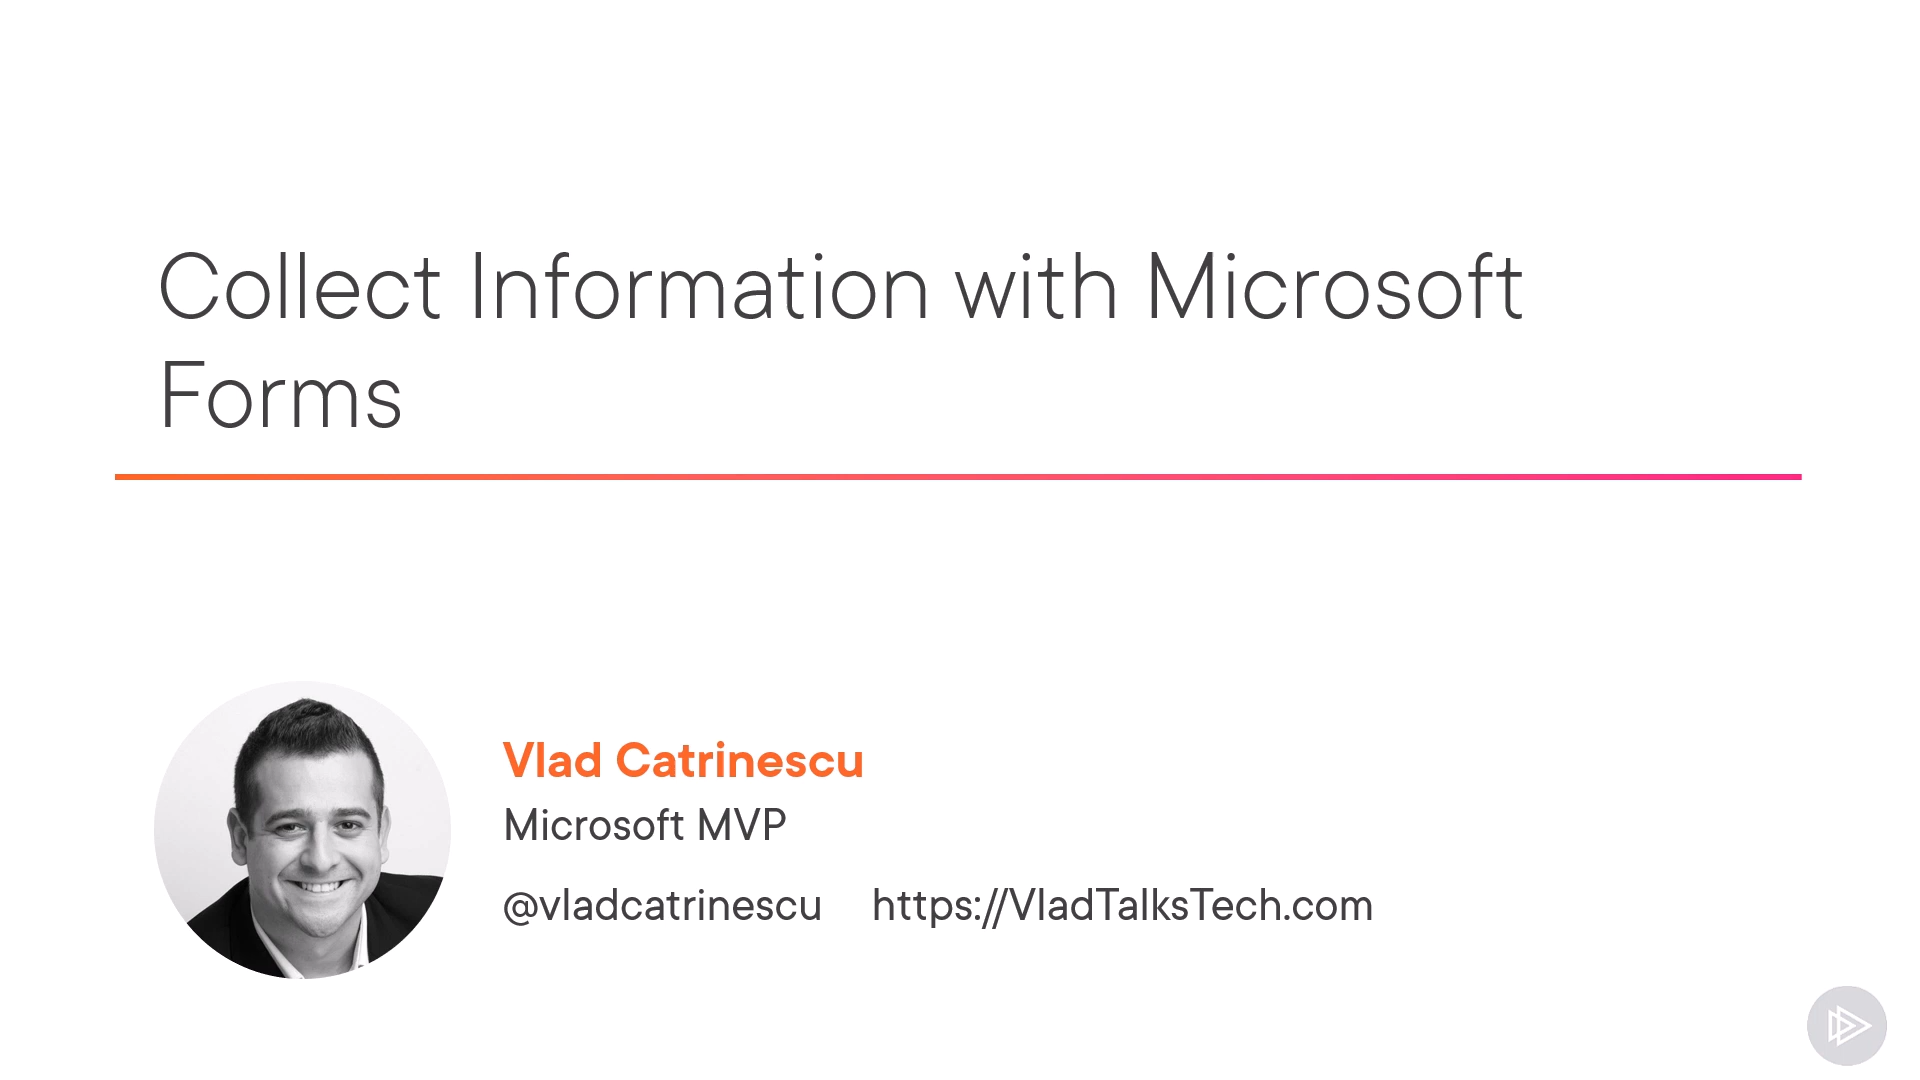 Collect Information with Microsoft
Forms
Vlad Catrinescu
Microsoft MVP
@vladcatrinescu https://VladTalksTech.com